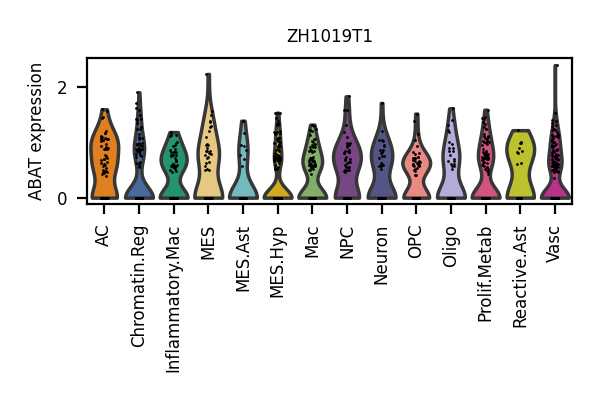 ZH1019T1
ABAT expression
2
0
AC
Chromatin.Reg
Inflammatory.Mac
MES
MES.Ast
MES.Hyp
Mac
NPC
Neuron
OPC
Oligo
Prolif.Metab
Reactive.Ast
Vasc